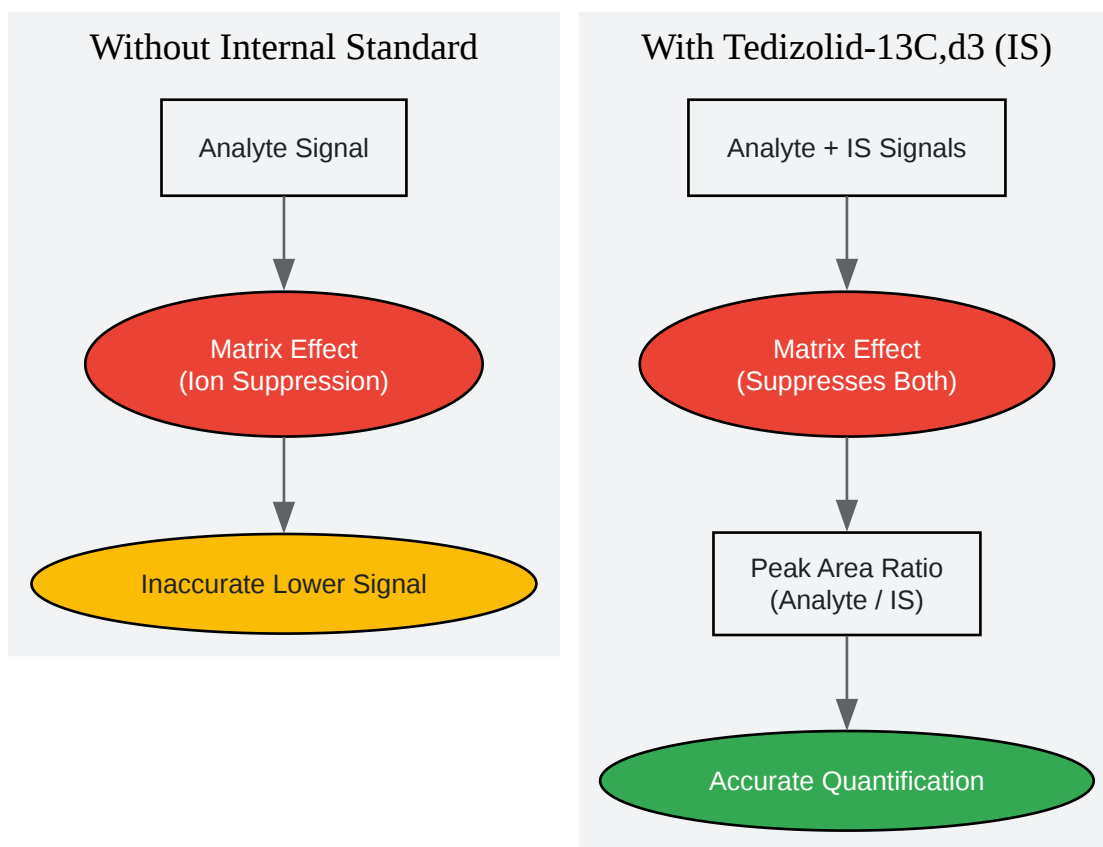 Without Internal Standard
Analyte Signal
Matrix Effect
(Ion Suppression)
Inaccurate Lower Signal
With Tedizolid-13C,d3 (IS)
Analyte + IS Signals
Matrix Effect
(Suppresses Both)
Peak Area Ratio
(Analyte / IS)
Accurate Quantification